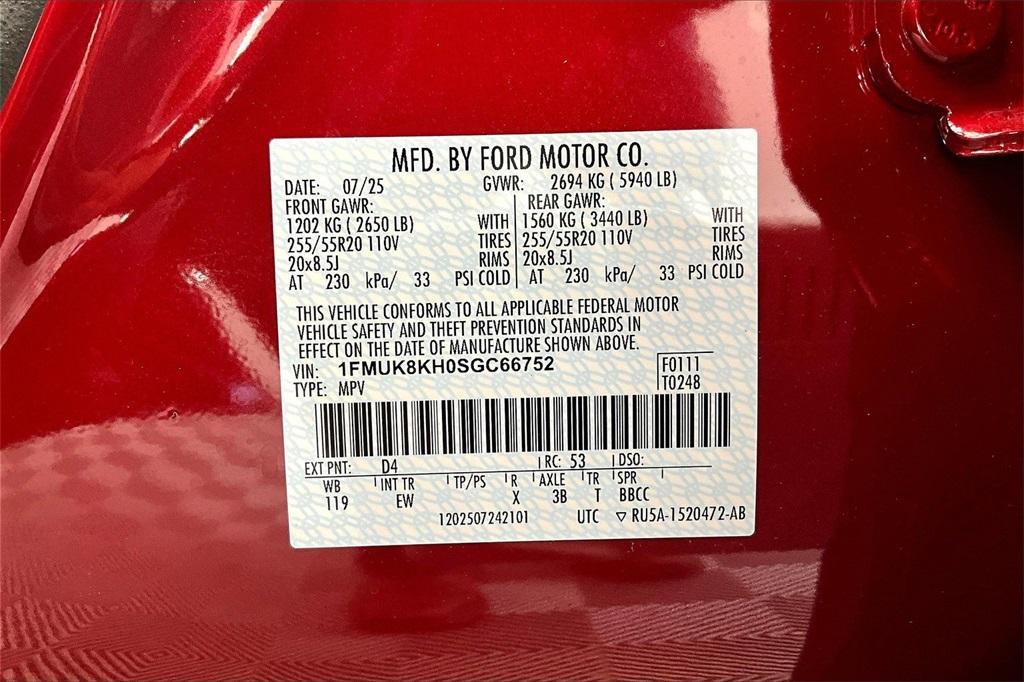 MFD. BY FORD MOTOR CO.
DATE: 07/25 GVWR: 2694 KG ( 5940 LB)
FRONT GAWR: REAR GAWR:
1202 KG ( 2650 LB) WITH 1560 KG ( 3440 LB) WITH
255/55R20 110V TIRES 255/55R20 110V TIRES
20x8.5J RIMS 20x8.5J RIMS
AT 230 kPa/ 33 PSI COLD AT 230 kPa/ 33 PSI COLD
THIS VEHICLE CONFORMS TO ALL APPLICABLE FEDERAL MOTOR
VEHICLE SAFETY AND THEFT PREVENTION STANDARDS IN
EFFECT ON THE DATE OF MANUFACTURE SHOWN ABOVE.
VIN: 1FMUK8KH0SGC66752 F0111
TYPE: MPV T0248
EXT PNT: D4 RC: 53 DSO:
WB INT TR TP/PS R AXLE TR SPR
119 EW X 3B T BBCC
1202507242101 UTC ▽ RU5A-1520472-AB